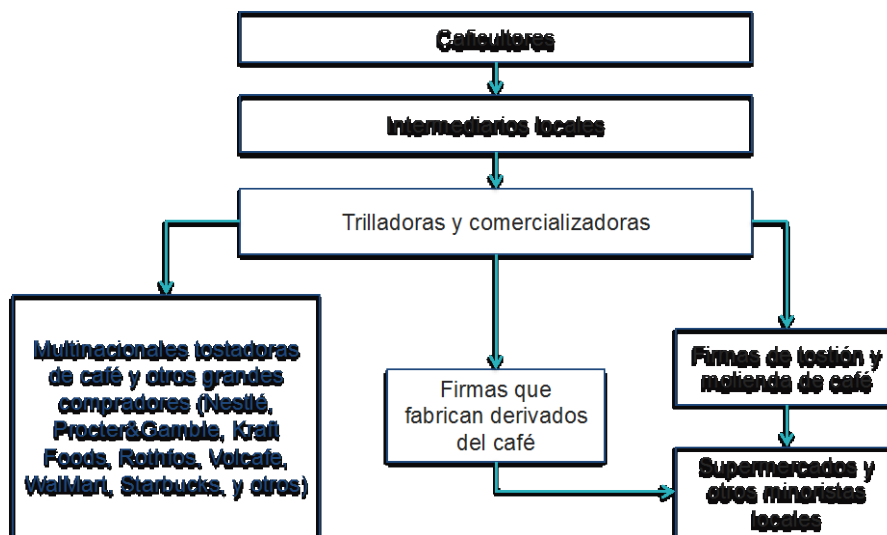 Caficultores
Intermediarios locales
Trilladoras y comercializadoras
Multinacionales tostadoras
de café y otros grandes
compradores (Nestlé,
Procter&Gamble, Kraft
Foods, Rothfos, Volcafe,
WallMart, Starbucks, y otros)
Firmas que
fabrican derivados
del café
Firmas de tostión y
molienda de café
Supermercados y
otros minoristas
locales